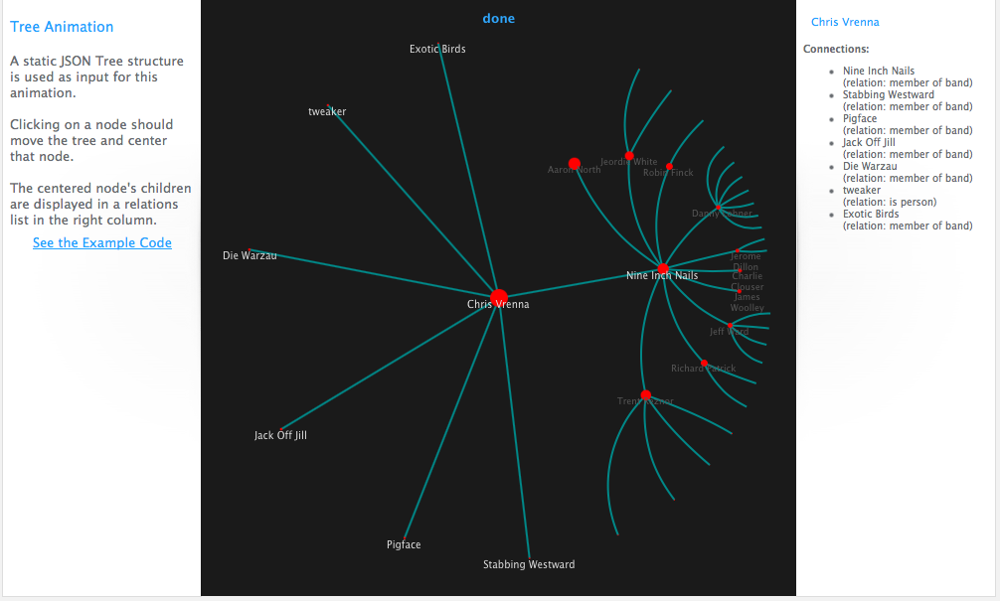 Tree Animation
A static JSON Tree structure
is used as input for this
animation.
Clicking on a node should
move the tree and center
that node.
The centered node's children
are displayed in a relations
list in the right column.
See the Example Code
done
Exotic Birds
tweaker
Aaron North
Jeordie White
Robin Finck
Danny Lohner
Die Warzau
Jerome
Dillon
Charlie
Clouser
James
Woolley
Nine Inch Nails
Chris Vrenna
Jeff Ward
Richard Patrick
Trent Reznor
Jack Off Jill
Pigface
Stabbing Westward
Chris Vrenna
Connections:
Nine Inch Nails
(relation: member of band)
Stabbing Westward
(relation: member of band)
Pigface
(relation: member of band)
Jack Off Jill
(relation: member of band)
Die Warzau
(relation: member of band)
tweaker
(relation: is person)
Exotic Birds
(relation: member of band)